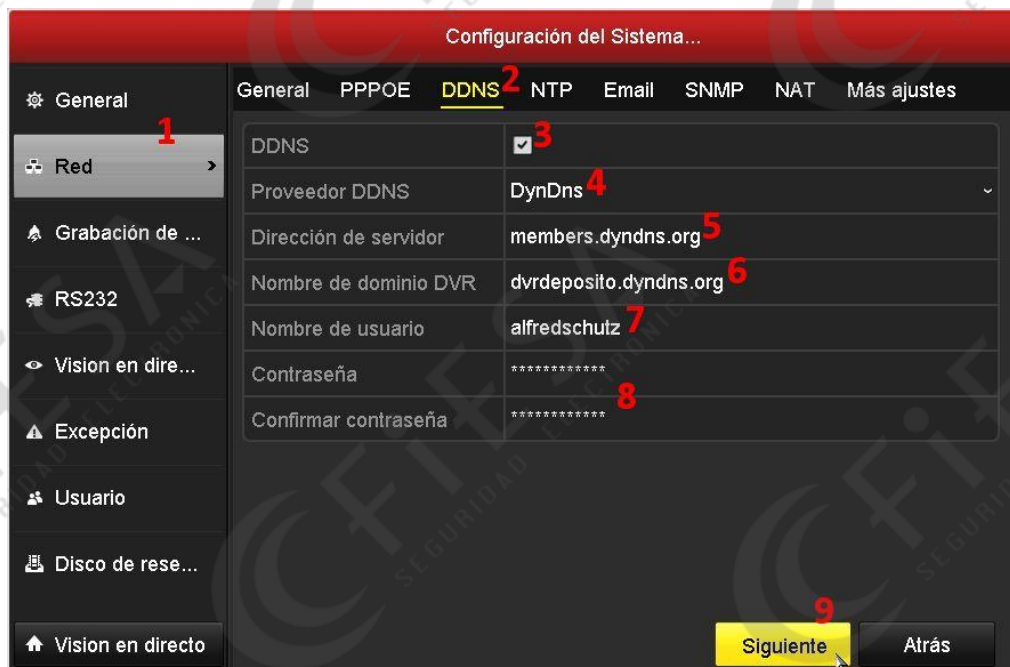 Configuración del Sistema...
General PPPOE DDNS 2 NTP Email SNMP NAT Más ajustes
General
1
Red >
Grabación de ...
RS232
Vision en dire...
Excepción
Usuario
Disco de rese...
Vision en directo
DDNS 3
Proveedor DDNS DynDns 4
Dirección de servidor members.dyndns.org 5
Nombre de dominio DVR dvrdeposito.dyndns.org 6
Nombre de usuario alfredschutz 7
Contraseña ************
8
Confirmar contraseña ************
9
Siguiente Atrás
CFiESA
SEGURIDAD ELECTRONICA